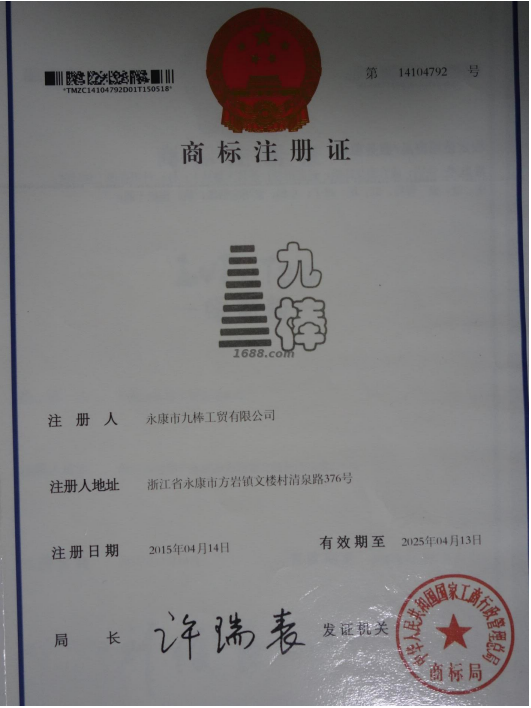 *TMZC14104792D01T150518*
第 14104792 号
商标注册证
九棒
1688.com
注册人 永康市九棒工贸有限公司
注册人地址 浙江省永康市方岩镇文楼村清泉路376号
注册日期 2015年04月14日 有效期至 2025年04月13日
局长 许瑞表 发证机关
中华人民共和国国家工商行政管理总局
商标局